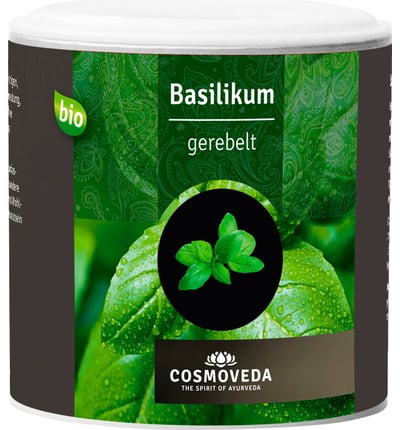 bio
Basilikum
gerebelt
COSMOVEDA
THE SPIRIT OF AYURVEDA